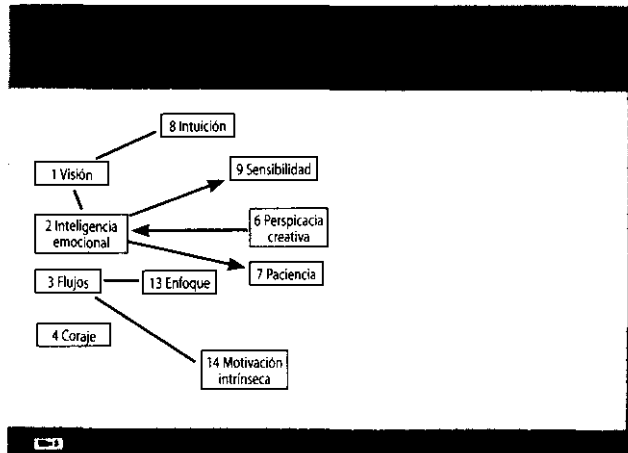 8 Intuición
1 Visión
9 Sensibilidad
2 Inteligencia
emocional
6 Perspicacia
creativa
7 Paciencia
3 Flujos
13 Enfoque
4 Coraje
14 Motivación
intrínseca